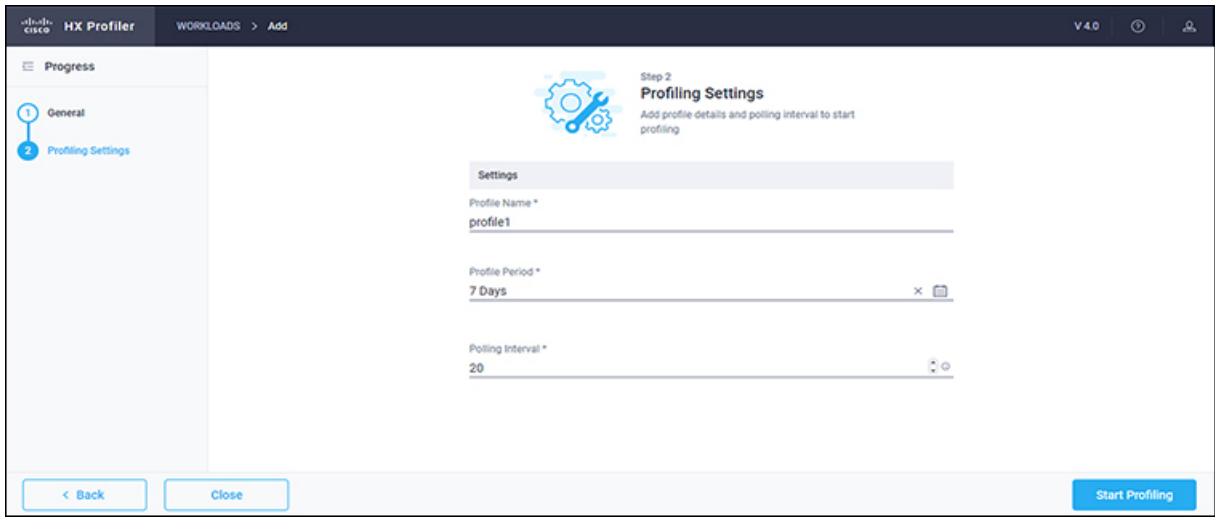 cisco HX Profiler WORKLOADS > Add V 4.0
Progress
1 General
2 Profiling Settings
Step 2
Profiling Settings
Add profile details and polling interval to start
profiling
Settings
Profile Name *
profile1
Profile Period *
7 Days
Polling Interval *
20
< Back Close Start Profiling